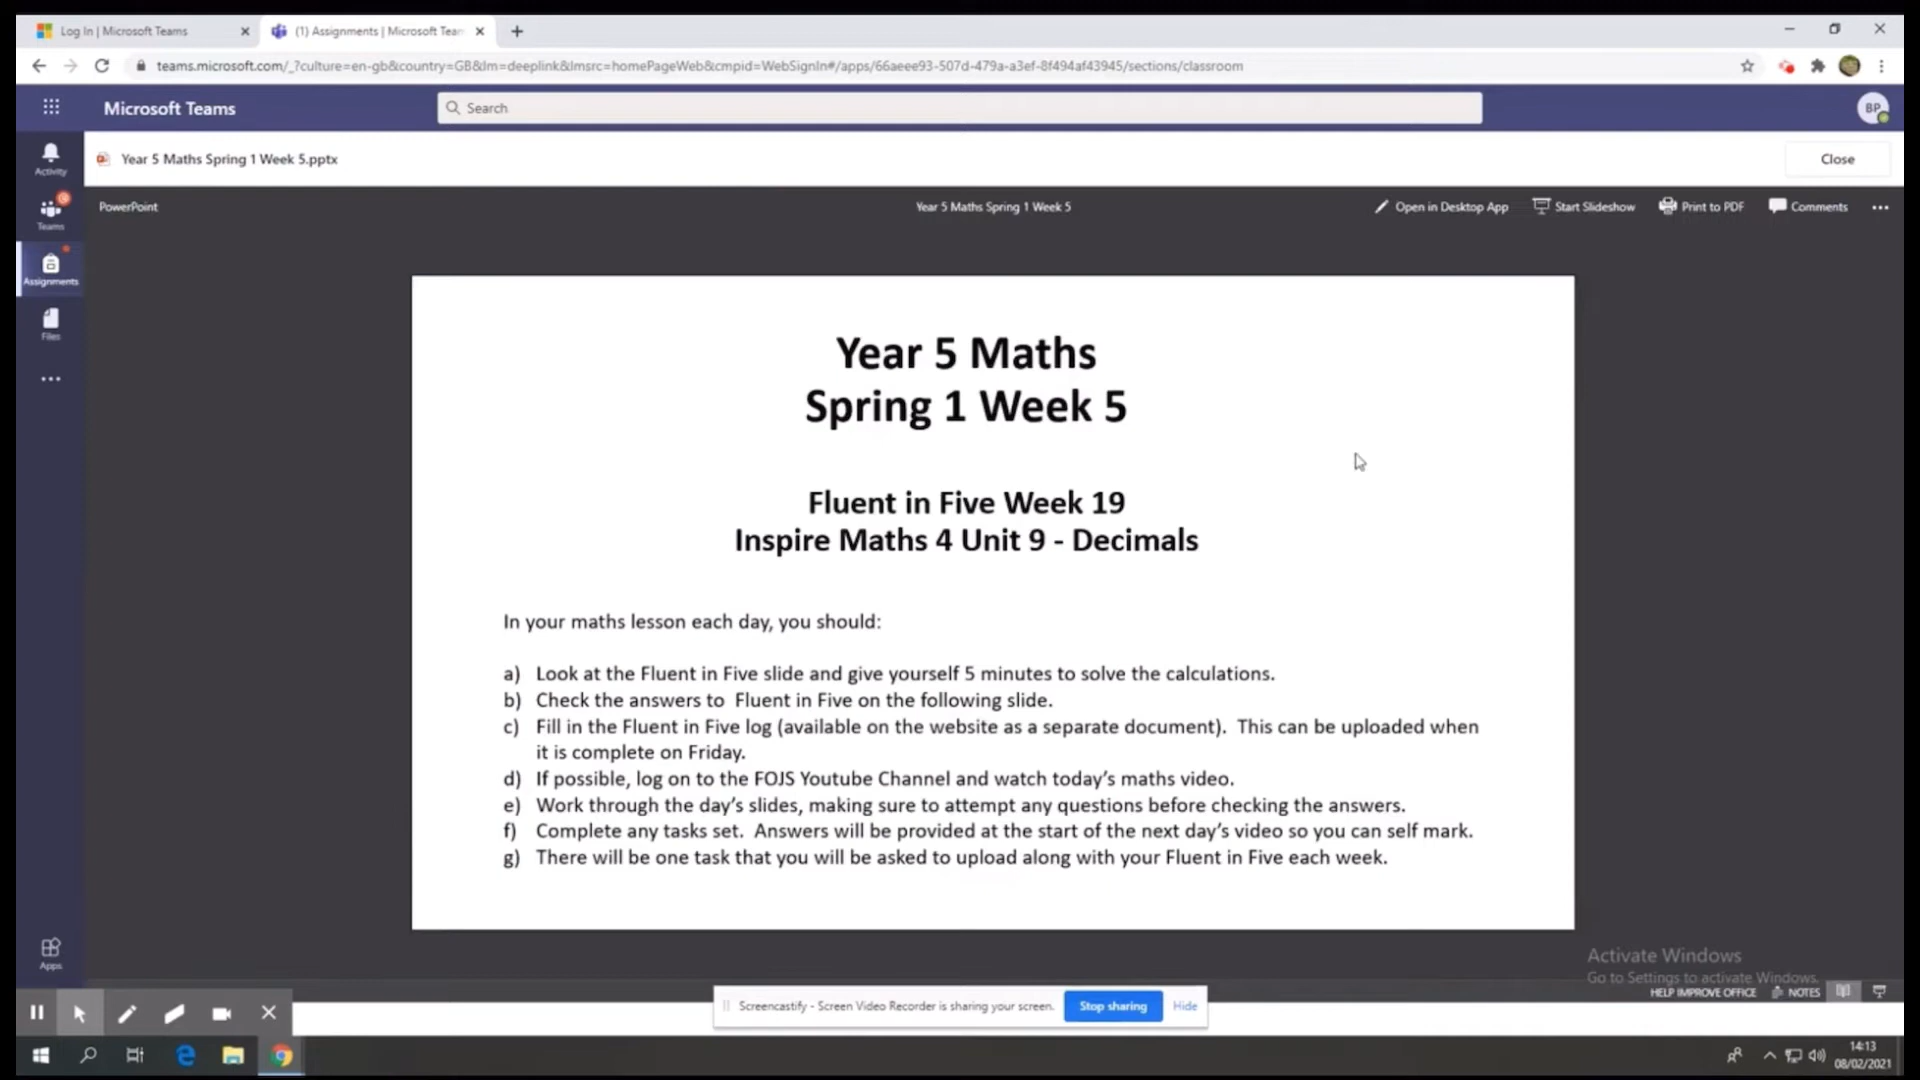 Log In | Microsoft Teams
(1) Assignments | Microsoft Tea
teams.microsoft.com/_?culture=en-gb&country=GB&lm=deeplink&lmsrc=homePageWeb&cmpid=WebSignIn#/apps/66aeee93-507d-479a-a3ef-8f494af43945/sections/classroom
Microsoft Teams
Search
BP
Activity
Year 5 Maths Spring 1 Week 5.pptx
Close
Teams
PowerPoint
Year 5 Maths Spring 1 Week 5
Open in Desktop App
Start Slideshow
Print to PDF
Comments
Assignments
Files
Year 5 Maths
Spring 1 Week 5
Fluent in Five Week 19
Inspire Maths 4 Unit 9 - Decimals
In your maths lesson each day, you should:
a) Look at the Fluent in Five slide and give yourself 5 minutes to solve the calculations.
b) Check the answers to  Fluent in Five on the following slide.
c) Fill in the Fluent in Five log (available on the website as a separate document).  This can be uploaded when
it is complete on Friday.
d) If possible, log on to the FOJS Youtube Channel and watch today's maths video.
e) Work through the day's slides, making sure to attempt any questions before checking the answers.
f) Complete any tasks set.  Answers will be provided at the start of the next day's video so you can self mark.
g) There will be one task that you will be asked to upload along with your Fluent in Five each week.
Apps
Activate Windows
Go to Settings to activate Windows.
HELP IMPROVE OFFICE
NOTES
Screencastify - Screen Video Recorder is sharing your screen.
Stop sharing
Hide
14:13
08/02/2021